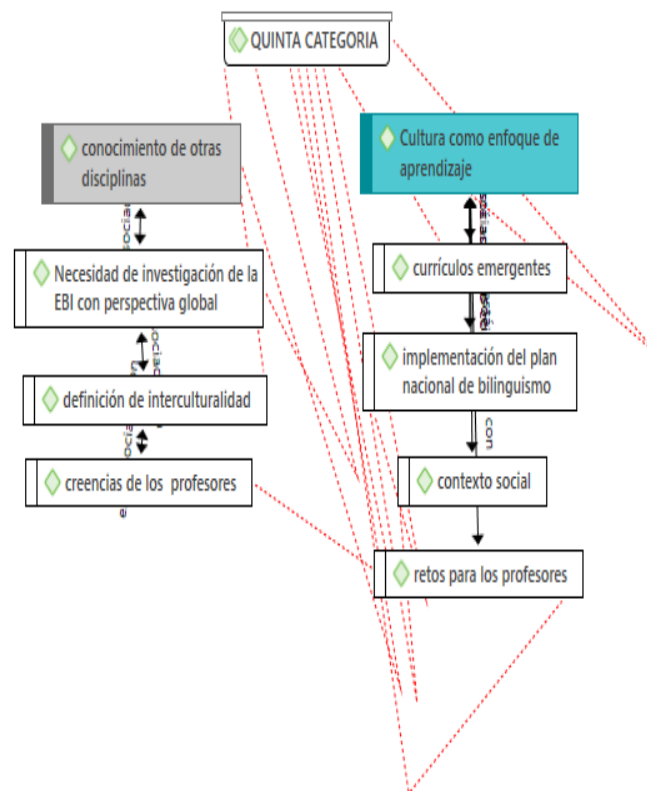 QUINTA CATEGORIA
conocimiento de otras
disciplinas
Necesidad de investigación de la
EBI con perspectiva global
definición de interculturalidad
creencias de los  profesores
Cultura como enfoque de
aprendizaje
currículos emergentes
implementación del plan
nacional de bilinguismo
con
contexto social
retos para los profesores